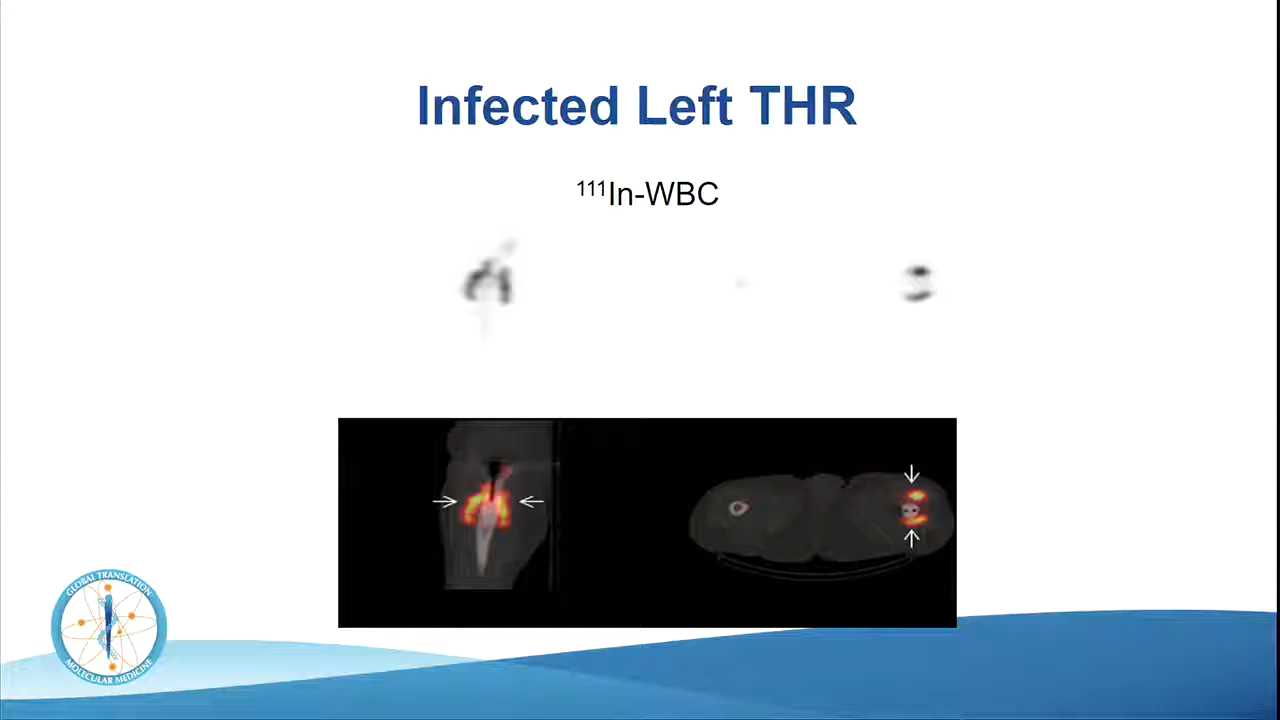 Infected Left THR
¹¹¹In-WBC
GLOBAL TRANSLATION
MOLECULAR MEDICINE